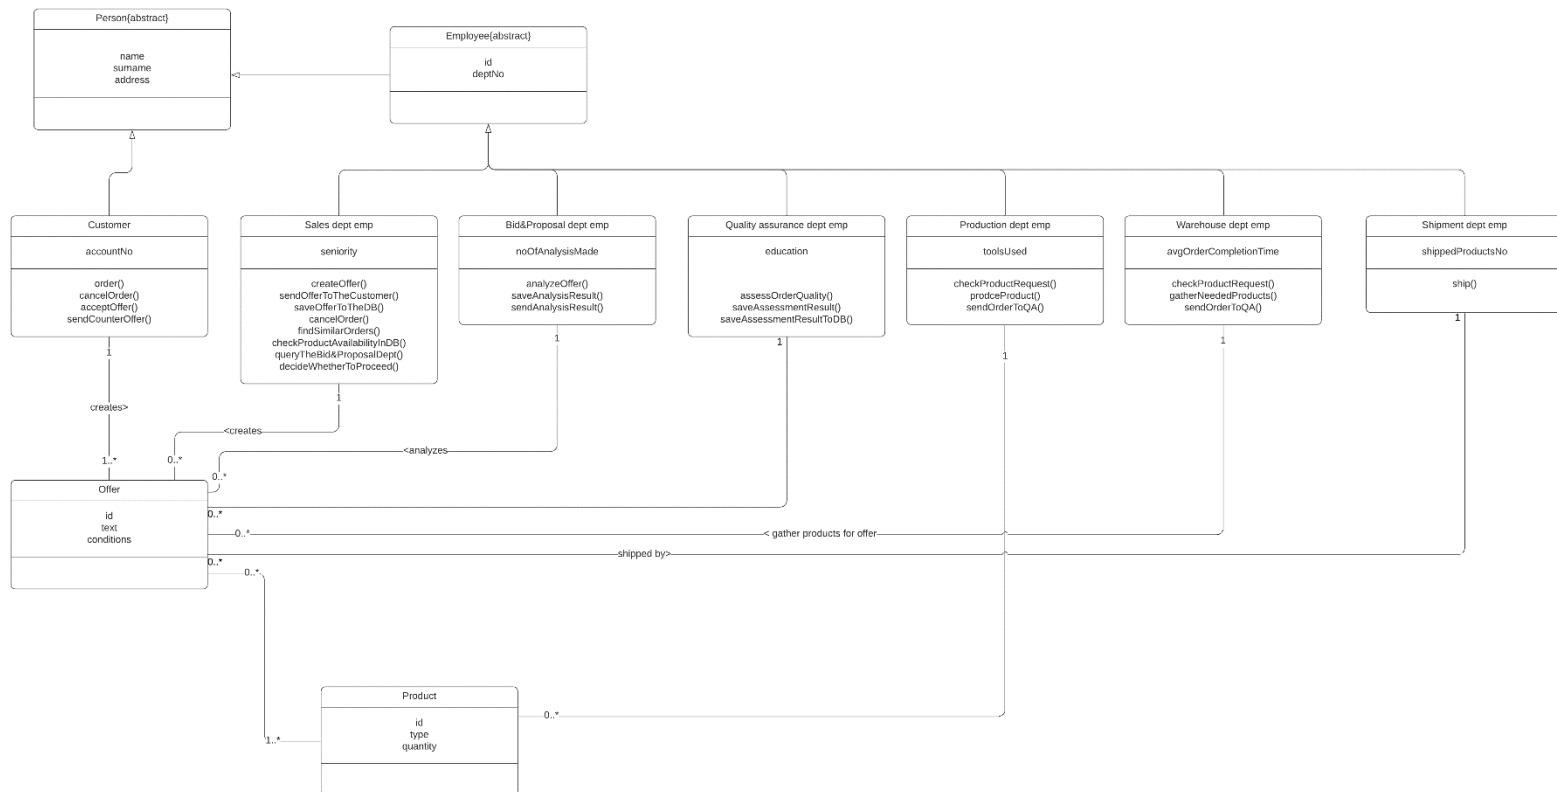 Person{abstract}
name
surname
address
Employee{abstract}
id
deptNo
Customer
accountNo
order()
cancelOrder()
acceptOffer()
sendCounterOffer()
Sales dept emp
seniority
createOffer()
sendOfferToTheCustomer()
saveOfferToTheDB()
cancelOrder()
findSimilarOrders()
checkProductAvailabilityInDB()
queryTheBid&ProposalDept()
decideWhetherToProceed()
Bid&Proposal dept emp
noOfAnalysisMade
analyzeOffer()
saveAnalysisResult()
sendAnalysisResult()
Quality assurance dept emp
education
assessOrderQuality()
saveAssessmentResult()
saveAssessmentResultToDB()
Production dept emp
toolsUsed
checkProductRequest()
prodceProduct()
sendOrderToQA()
Warehouse dept emp
avgOrderCompletionTime
checkProductRequest()
gatherNeededProducts()
sendOrderToQA()
Shipment dept emp
shippedProductsNo
ship()
1
1
1
1
1
1
1
creates>
<creates
<analyzes
1..*
0..*
0..*
0..*
0..*
< gather products for offer
shipped by>
0..*
0..*
Offer
id
text
conditions
Product
id
type
quantity
0..*
1..*